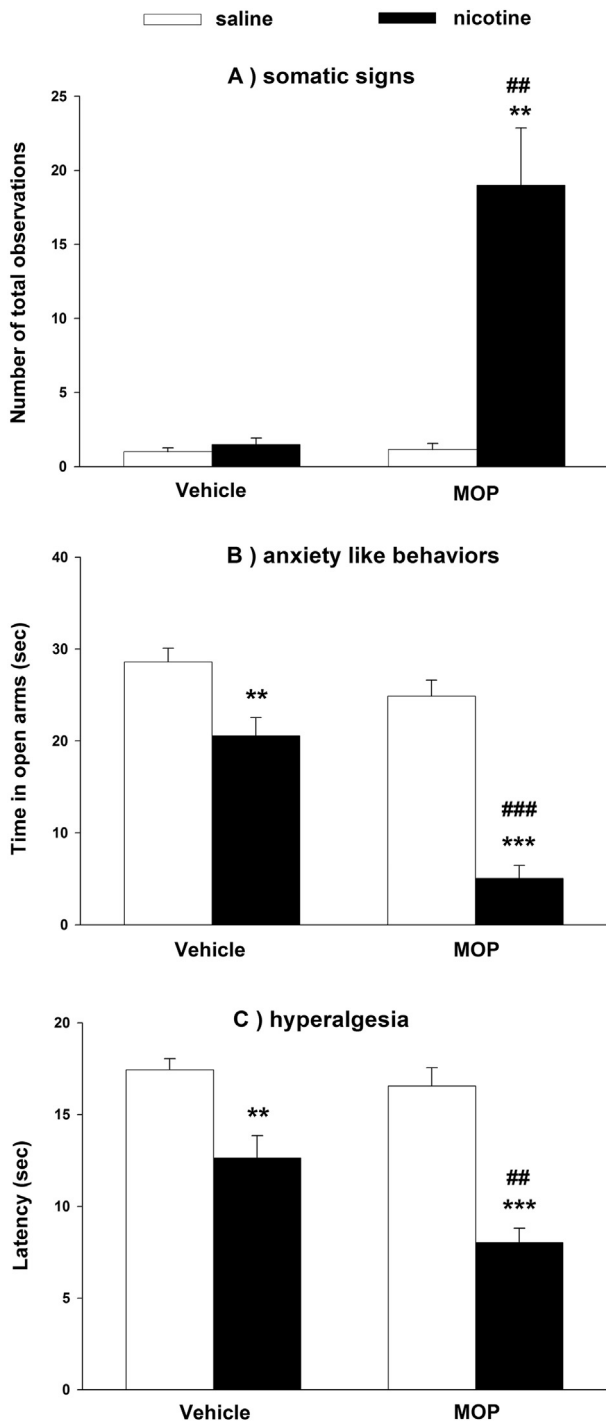 saline nicotine
A ) somatic signs
##
**
Number of total observations
25
20
15
10
5
0
Vehicle MOP
B ) anxiety like behaviors
Time in open arms (sec)
40
30
20
10
0
**
###
***
Vehicle MOP
C ) hyperalgesia
Latency (sec)
20
15
10
5
0
**
##
***
Vehicle MOP